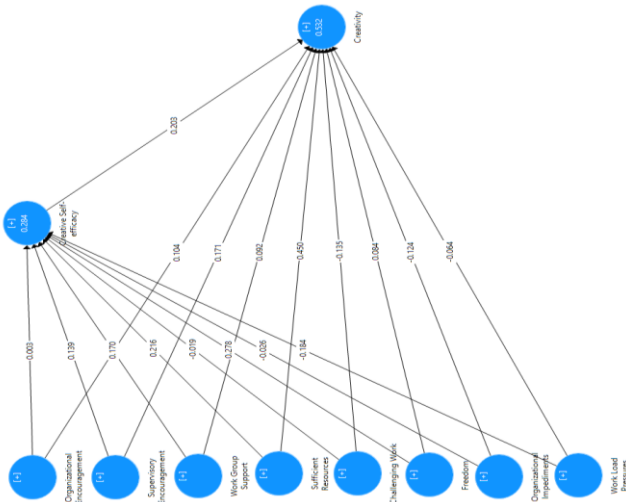 [+]
0.532
Creativity
0.203
[+]
0.284
Creative Self-
efficacy
0.104
0.171
0.092
0.450
-0.135
0.084
-0.124
-0.064
0.003
0.139
0.170
0.216
-0.019
0.278
-0.026
-0.184
[+]
Organizational
Encouragement
[+]
Supervisory
Encouragement
[+]
Work Group
Support
[+]
Sufficient
Resources
[+]
Challenging Work
[+]
Freedom
[+]
Organizational
Impediments
[+]
Work Load
Pressures